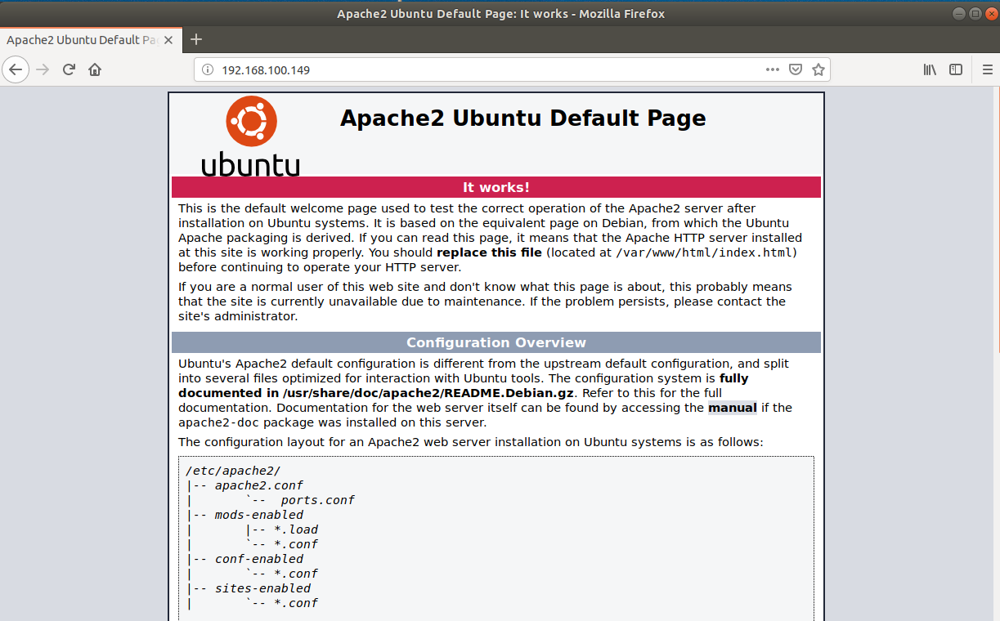 Apache2 Ubuntu Default Page: It works - Mozilla Firefox
Apache2 Ubuntu Default Pa
192.168.100.149
ubuntu
Apache2 Ubuntu Default Page
It works!
This is the default welcome page used to test the correct operation of the Apache2 server after
installation on Ubuntu systems. It is based on the equivalent page on Debian, from which the Ubuntu
Apache packaging is derived. If you can read this page, it means that the Apache HTTP server installed
at this site is working properly. You should replace this file (located at /var/www/html/index.html)
before continuing to operate your HTTP server.
If you are a normal user of this web site and don't know what this page is about, this probably means
that the site is currently unavailable due to maintenance. If the problem persists, please contact the
site's administrator.
Configuration Overview
Ubuntu's Apache2 default configuration is different from the upstream default configuration, and split
into several files optimized for interaction with Ubuntu tools. The configuration system is fully
documented in /usr/share/doc/apache2/README.Debian.gz. Refer to this for the full
documentation. Documentation for the web server itself can be found by accessing the manual if the
apache2-doc package was installed on this server.
The configuration layout for an Apache2 web server installation on Ubuntu systems is as follows:
/etc/apache2/
|-- apache2.conf
|       `--  ports.conf
|-- mods-enabled
|       |-- *.load
|       `-- *.conf
|-- conf-enabled
|       `-- *.conf
|-- sites-enabled
|       `-- *.conf